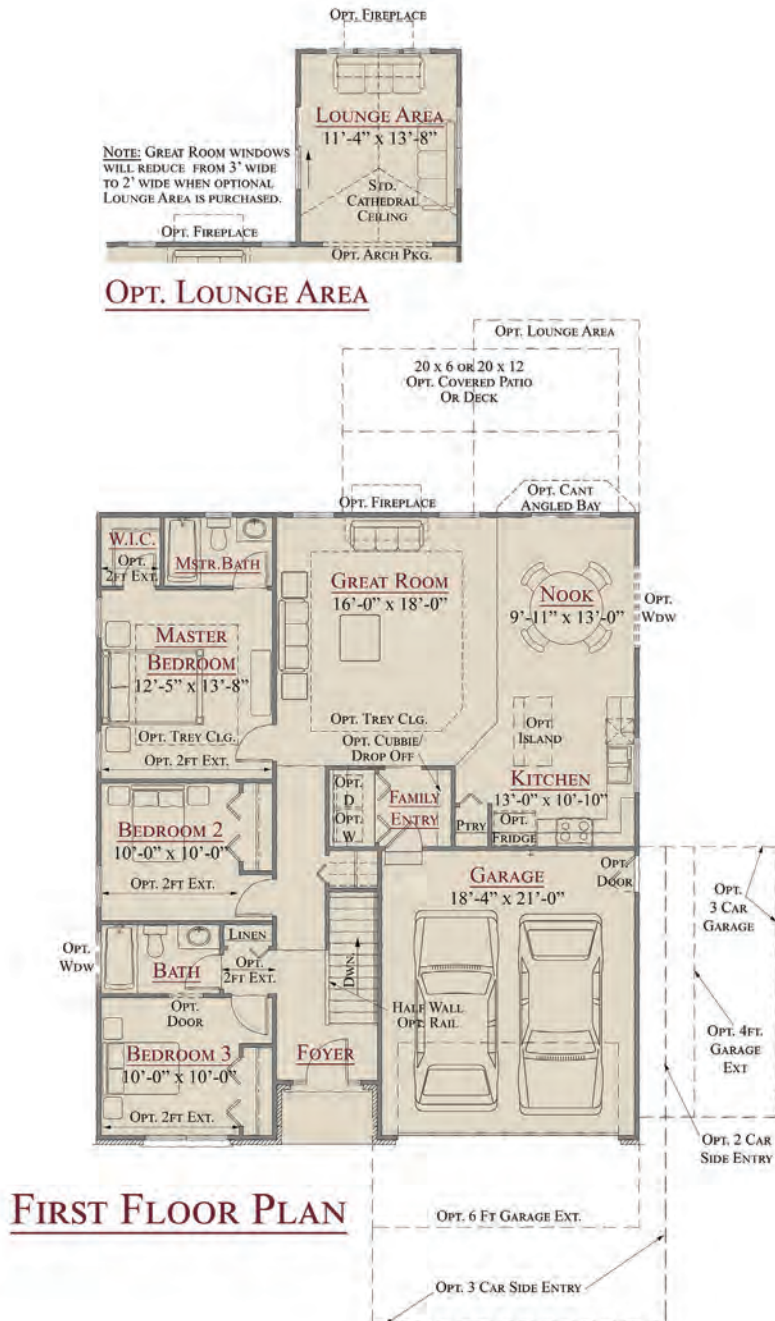 OPT. FIREPLACE
LOUNGE AREA
11'-4" X 13'-8"
NOTE: GREAT ROOM WINDOWS
WILL REDUCE FROM 3' WIDE
TO 2' WIDE WHEN OPTIONAL
LOUNGE AREA IS PURCHASED.
STD.
CATHEDRAL
CEILING
OPT. FIREPLACE
OPT. ARCH PKG.
OPT. LOUNGE AREA
OPT. LOUNGE AREA
20 X 6 OR 20 X 12
OPT. COVERED PATIO
OR DECK
OPT. FIREPLACE
OPT. CANT
ANGLED BAY
W.I.C.
OPT.
2FT EXT.
MSTR.BATH
GREAT ROOM
16'-0" X 18'-0"
NOOK
9'-11" X 13'-0"
OPT.
WDW
MASTER
BEDROOM
12'-5" X 13'-8"
OPT. TREY CLG.
OPT. 2FT EXT.
OPT. TREY CLG.
OPT. CUBBIE/
DROP OFF
OPT.
ISLAND
KITCHEN
13'-0" X 10'-10"
OPT.
D
OPT.
W
FAMILY
ENTRY
PTRY
OPT.
FRIDGE
BEDROOM 2
10'-0" X 10'-0"
OPT. 2FT EXT.
GARAGE
18'-4" X 21'-0"
OPT.
DOOR
OPT.
3 CAR
GARAGE
OPT.
WDW
BATH
LINEN
OPT.
2FT EXT.
DWN.
OPT.
DOOR
HALF WALL
OPT. RAIL
OPT. 4FT.
GARAGE
EXT
BEDROOM 3
10'-0" X 10'-0"
OPT. 2FT EXT.
FOYER
OPT. 2 CAR
SIDE ENTRY
FIRST FLOOR PLAN
OPT. 6 FT GARAGE EXT.
OPT. 3 CAR SIDE ENTRY